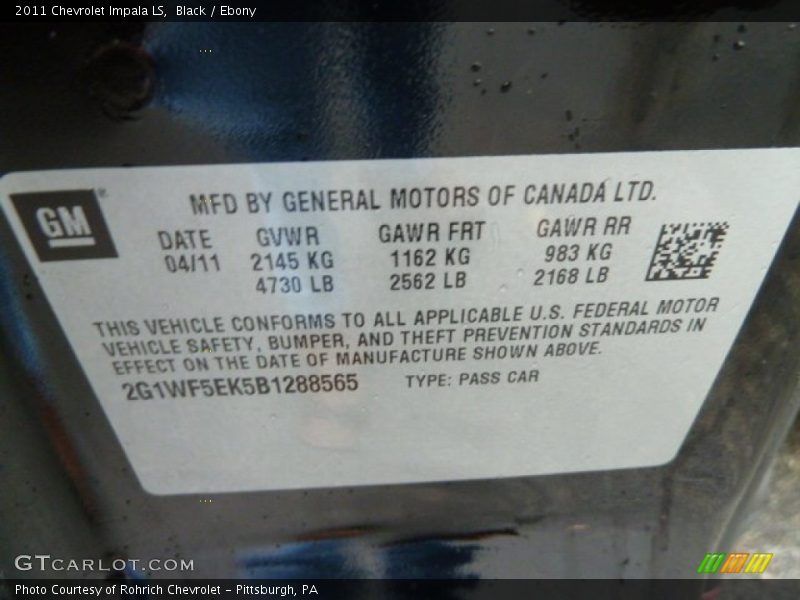 2011 Chevrolet Impala LS, Black / Ebony
GM
MFD BY GENERAL MOTORS OF CANADA LTD.
DATE GVWR GAWR FRT GAWR RR
04/11 2145 KG 1162 KG 983 KG
4730 LB 2562 LB 2168 LB
THIS VEHICLE CONFORMS TO ALL APPLICABLE U.S. FEDERAL MOTOR
VEHICLE SAFETY, BUMPER, AND THEFT PREVENTION STANDARDS IN
EFFECT ON THE DATE OF MANUFACTURE SHOWN ABOVE.
2G1WF5EK5B1288565 TYPE: PASS CAR
GTCARLOT.COM
Photo Courtesy of Rohrich Chevrolet - Pittsburgh, PA